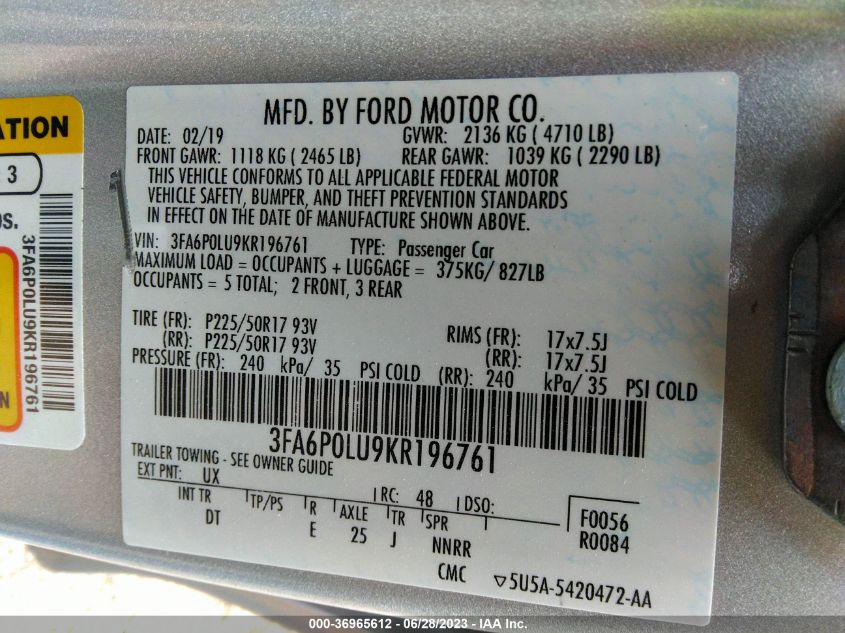 ATION
: 3
OS.
3FA6P0LU9KR196761
N
MFD. BY FORD MOTOR CO.
DATE: 02/19 GVWR: 2136 KG ( 4710 LB)
FRONT GAWR: 1118 KG ( 2465 LB) REAR GAWR: 1039 KG ( 2290 LB)
THIS VEHICLE CONFORMS TO ALL APPLICABLE FEDERAL MOTOR
VEHICLE SAFETY, BUMPER, AND THEFT PREVENTION STANDARDS
IN EFFECT ON THE DATE OF MANUFACTURE SHOWN ABOVE.
VIN: 3FA6P0LU9KR196761 TYPE: Passenger Car
MAXIMUM LOAD = OCCUPANTS + LUGGAGE = 375KG/ 827LB
OCCUPANTS = 5 TOTAL; 2 FRONT, 3 REAR
TIRE (FR): P225/50R17 93V RIMS (FR): 17x7.5J
(RR): P225/50R17 93V (RR): 17x7.5J
PRESSURE (FR): 240 kPa/ 35 PSI COLD (RR): 240 kPa/ 35 PSI COLD
3FA6P0LU9KR196761
TRAILER TOWING - SEE OWNER GUIDE
EXT PNT: UX RC: 48 DSO:
INT TR TP/PS R AXLE TR SPR F0056
DT E 25 J NNRR R0084
CMC ▽5U5A-5420472-AA
000-36965612 - 06/28/2023 - IAA Inc.